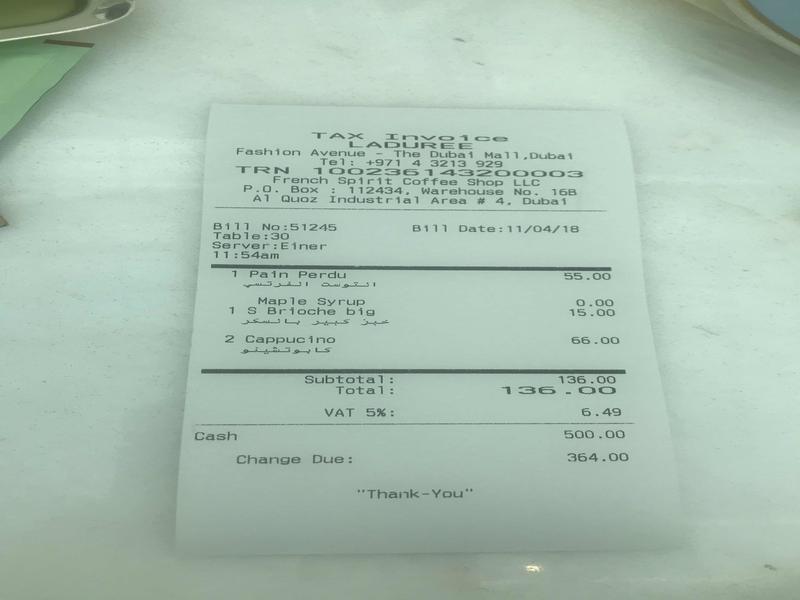 TAX Invoice
LADUREE
Fashion Avenue - The Dubai Mall,Dubai
Tel: +971 4 3213 929
TRN 100236143200003
French Spirit Coffee Shop LLC
P.O. Box : 112434, Warehouse No. 16B
Al Quoz Industrial Area # 4, Dubai
Bill No:51245 Bill Date:11/04/18
Table:30
Server:Einer
11:54am
1 Pain Perdu 55.00
التوست الفرنسي
Maple Syrup 0.00
1 S Brioche big 15.00
خبز كبير بالسكر
2 Cappucino 66.00
كابوتشينو
Subtotal: 136.00
Total: 136.00
VAT 5%: 6.49
Cash 500.00
Change Due: 364.00
"Thank-You"